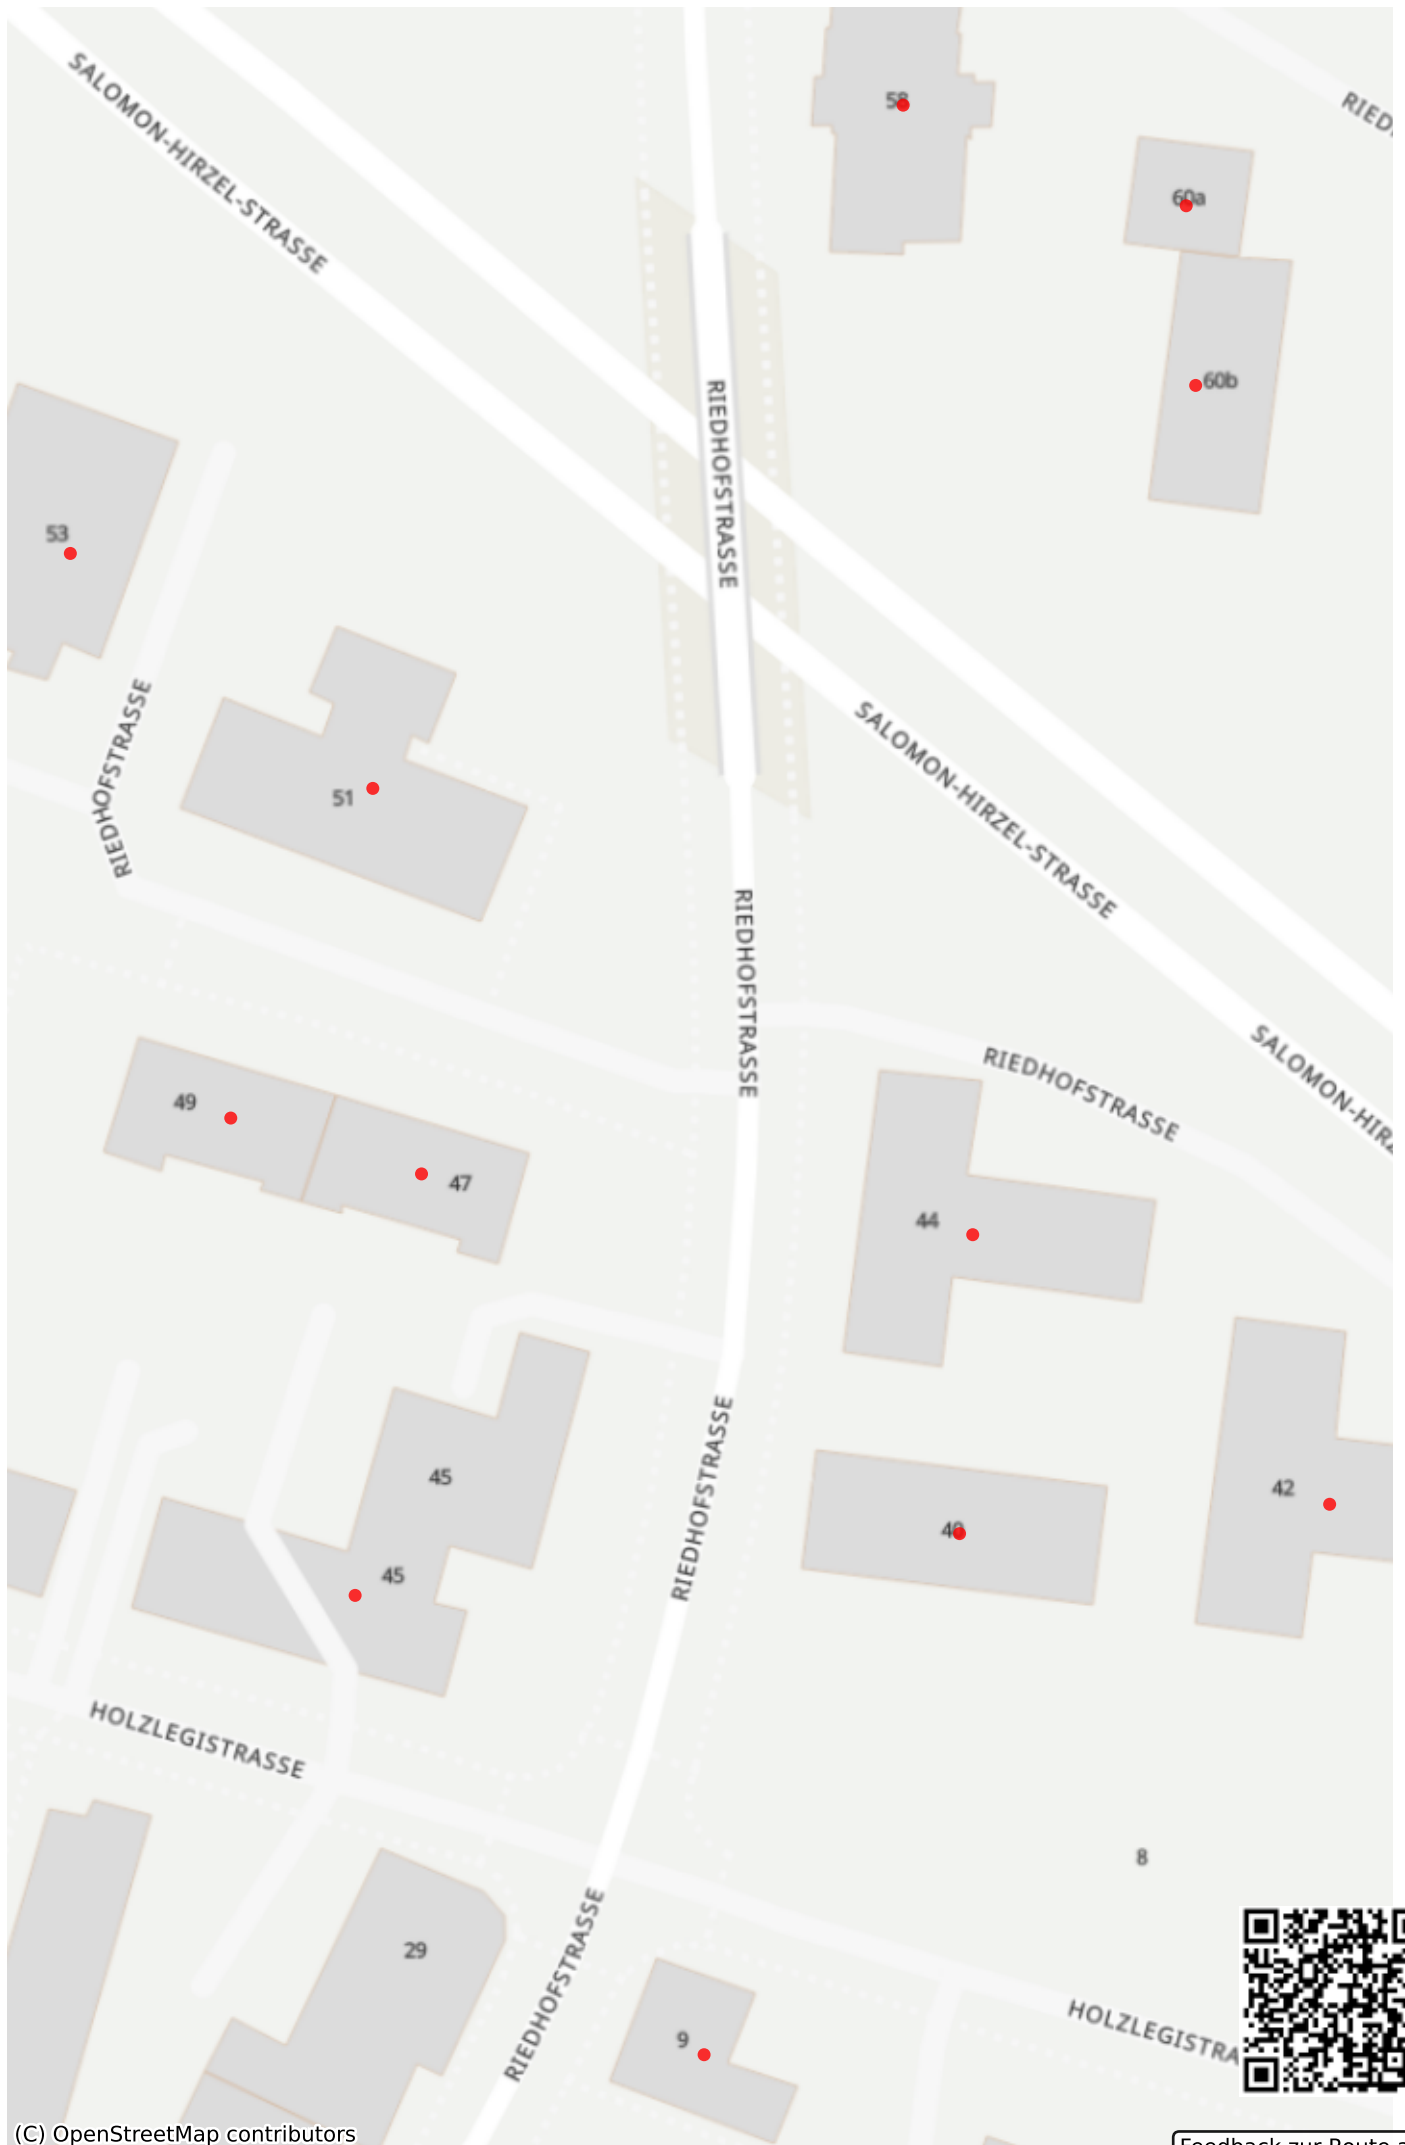 SALOMON-HIRZEL-STRASSE
58
60a
60b
RIEDHOFSTRASSE
53
RIEDHOFSTRASSE
51
SALOMON-HIRZEL-STRASSE
RIEDHOFSTRASSE
RIEDHOFSTRASSE
49
47
44
45
42
45
RIEDHOFSTRASSE
HOLZLEGISTRASSE
8
29
RIEDHOFSTRASSE
9
(C) OpenStreetMap contributors